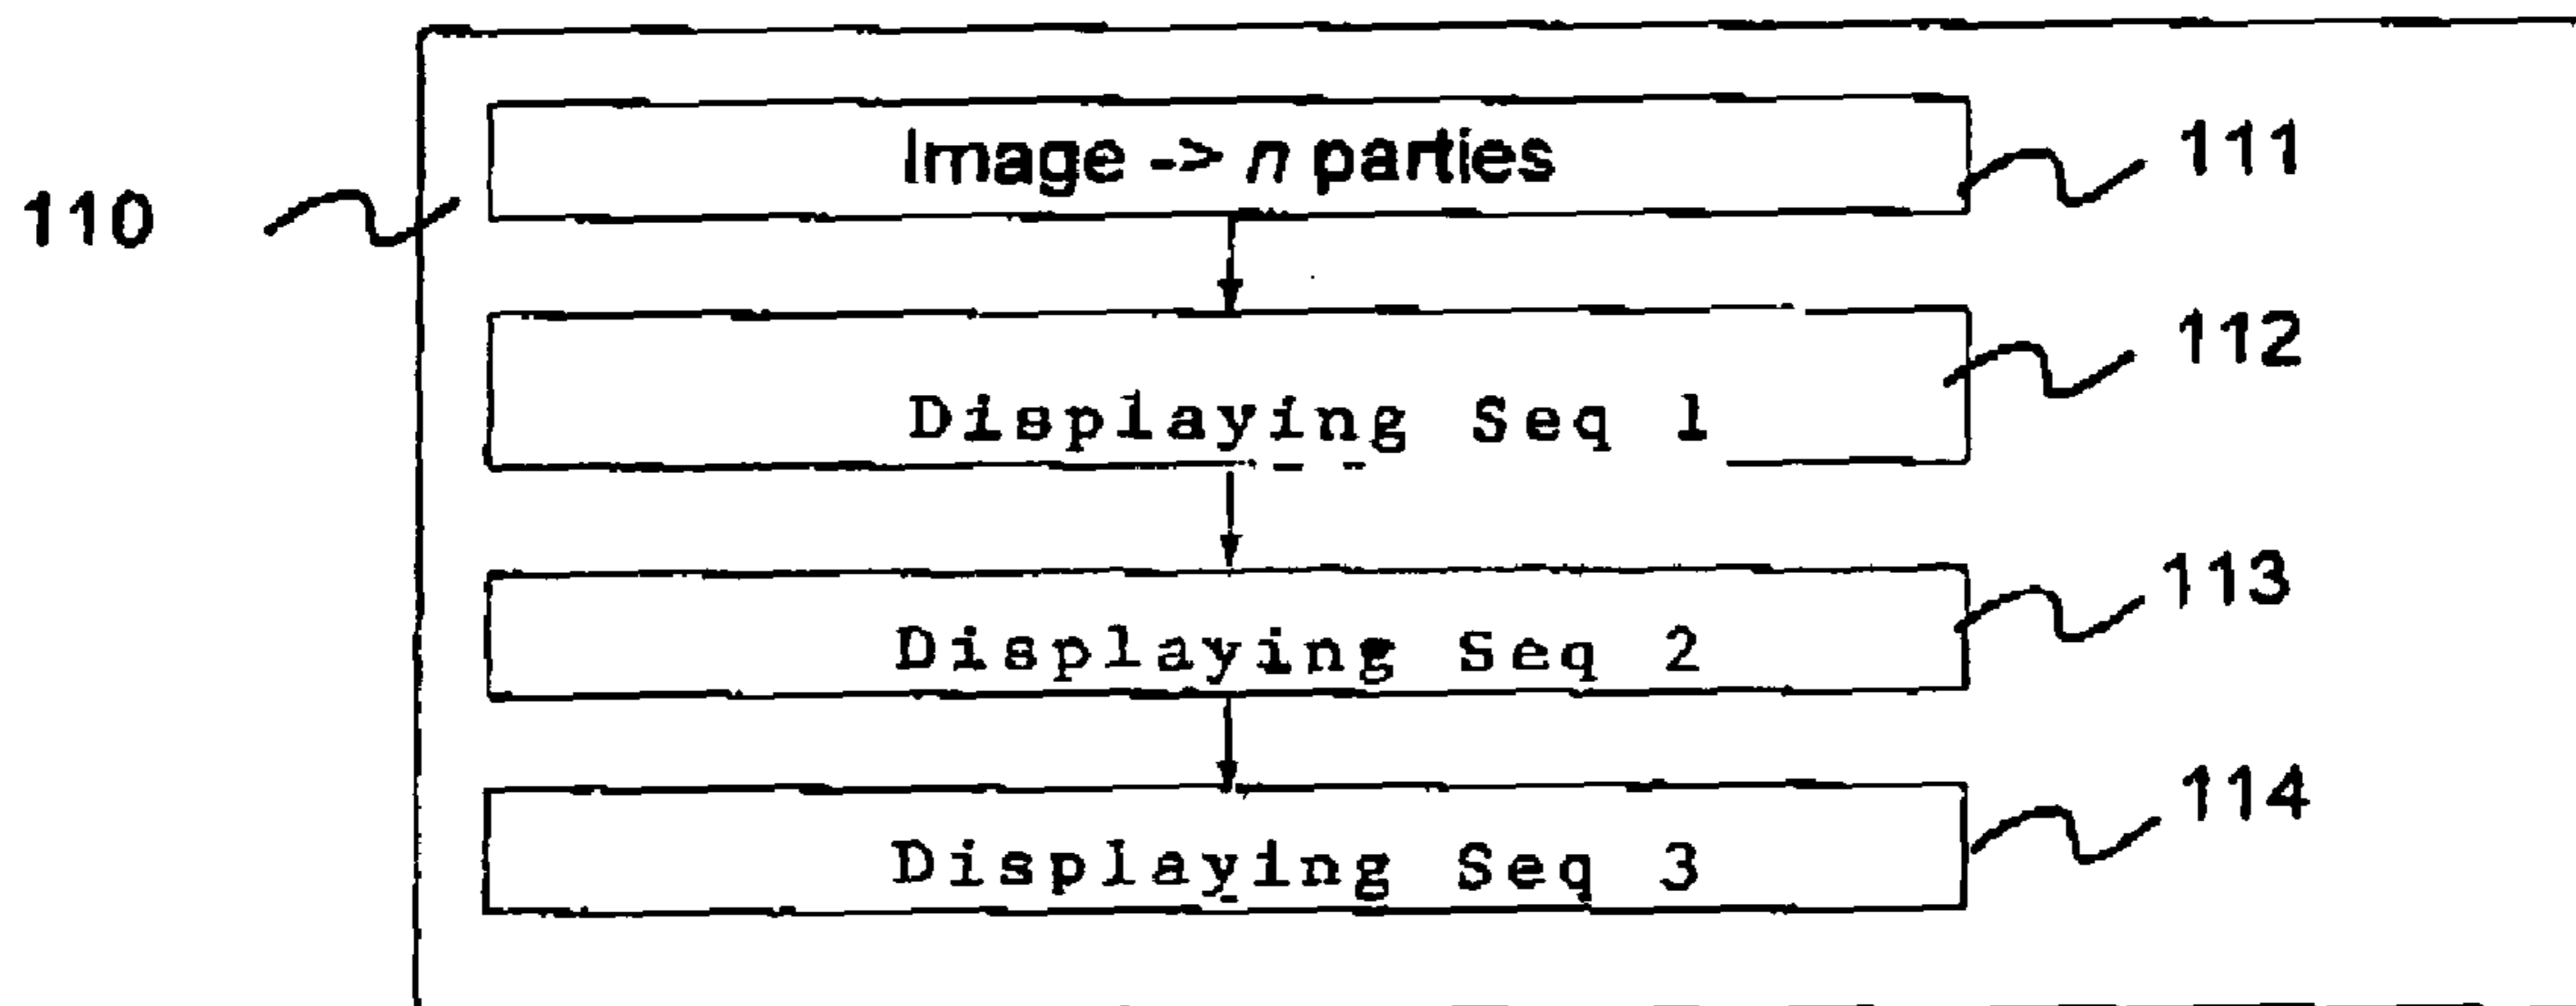 Image -> n parties
111
110
112
Displaying Seq 1
113
Displaying Seq 2
114
Displaying Seq 3